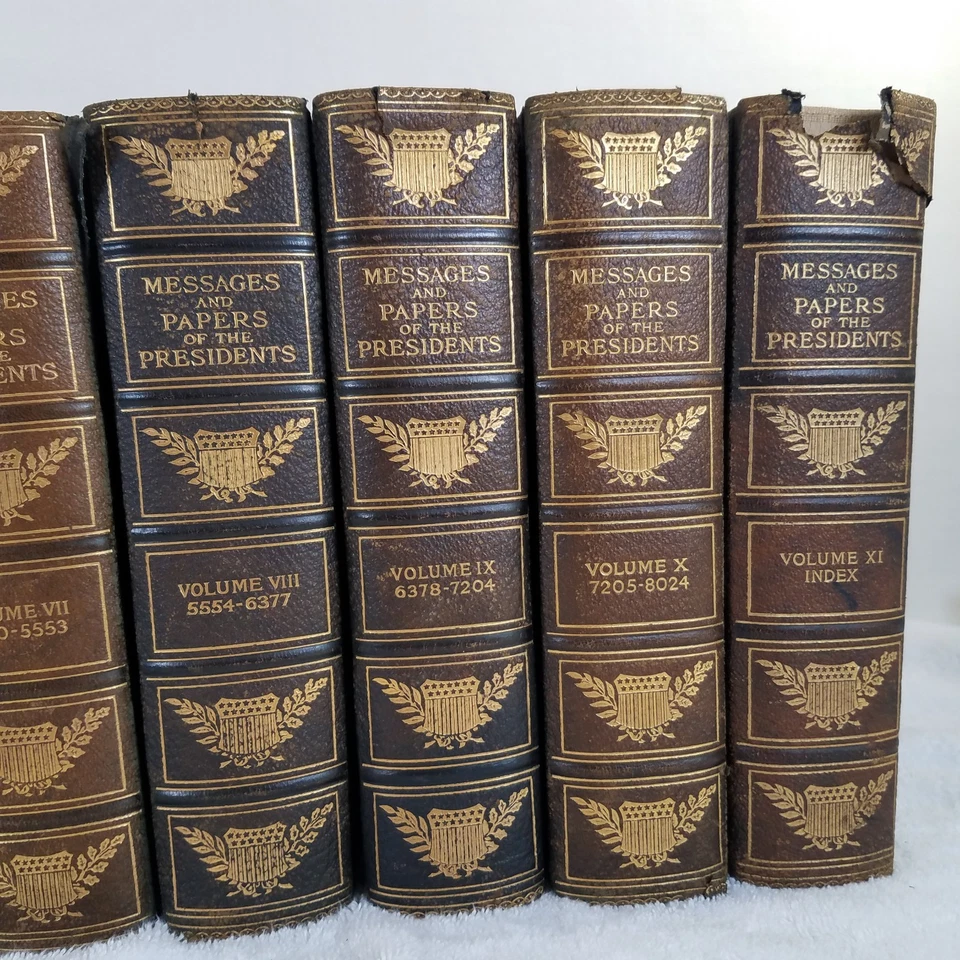 MESSAGES
AND
PAPERS
OF THE
PRESIDENTS
VOLUME VIII
5554-6377
MESSAGES
AND
PAPERS
OF THE
PRESIDENTS
VOLUME IX
6378-7204
MESSAGES
AND
PAPERS
OF THE
PRESIDENTS
VOLUME X
7205-8024
MESSAGES
AND
PAPERS
OF THE
PRESIDENTS
VOLUME XI
INDEX